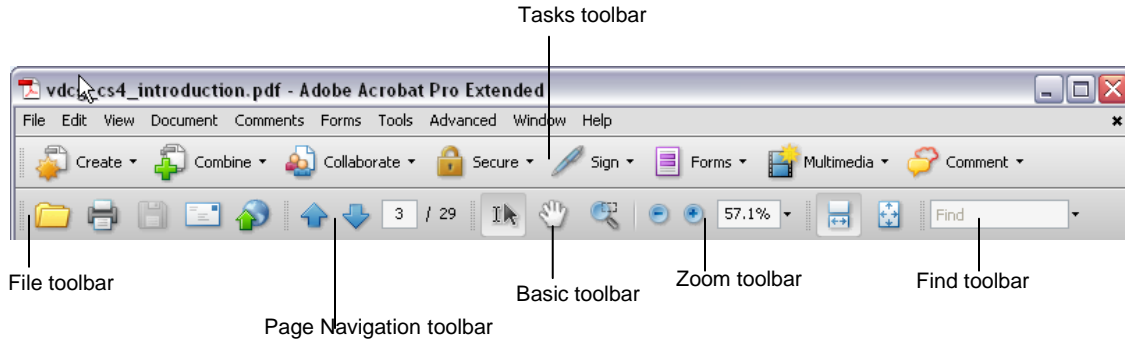 Tasks toolbar
_cs4_introduction.pdf - Adobe Acrobat Pro Extended
File Edit View Document Comments Forms Tools Advanced Window Help
Create Combine Collaborate Secure Sign Forms Multimedia Comment
3 / 29 57.1% Find
File toolbar
Basic toolbar
Zoom toolbar
Find toolbar
Page Navigation toolbar